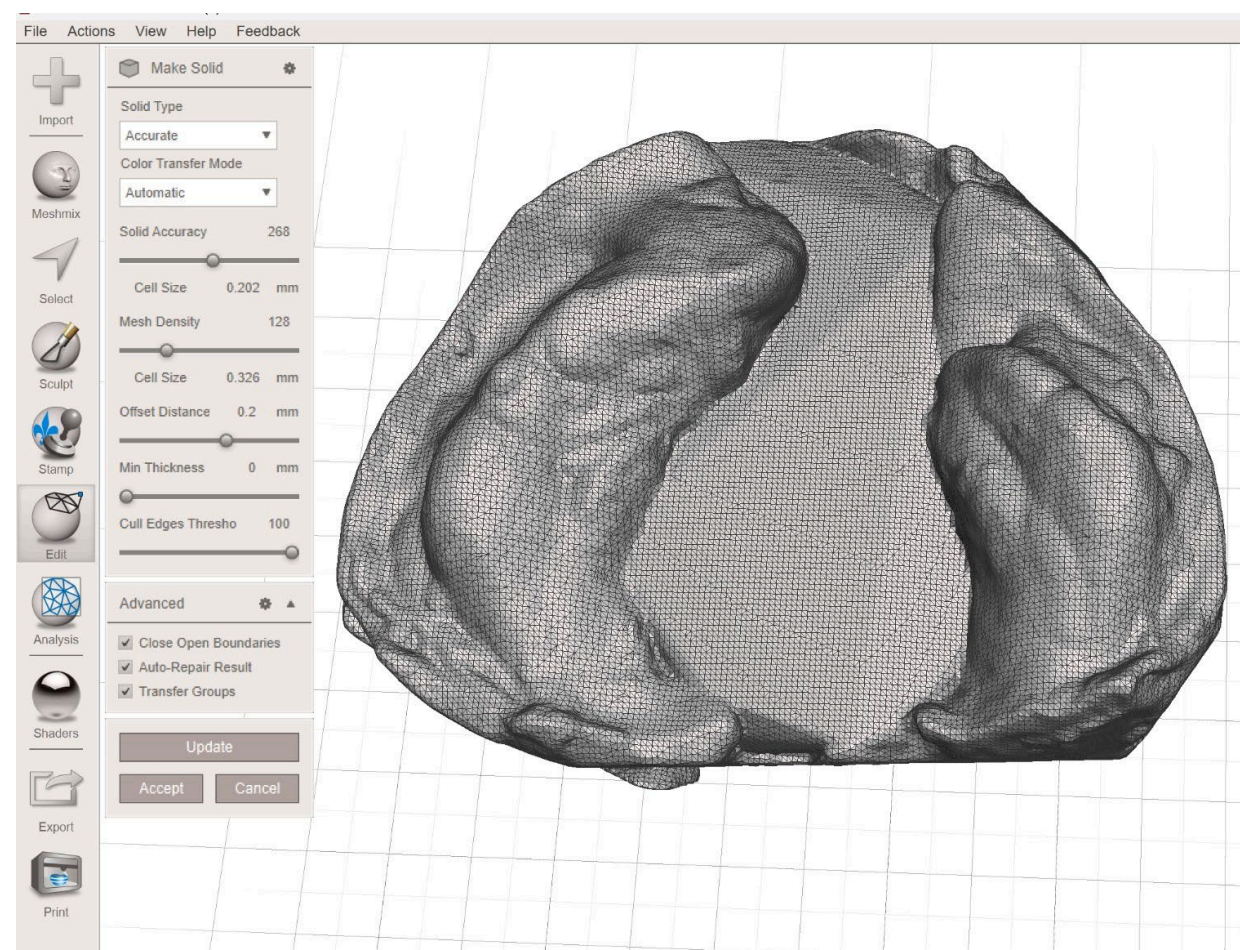 File Actions View Help Feedback
Import
Meshmix
Select
Sculpt
Stamp
Edit
Analysis
Shaders
Export
Print
Make Solid
Solid Type
Accurate
Color Transfer Mode
Automatic
Solid Accuracy 268
Cell Size 0.202 mm
Mesh Density 128
Cell Size 0.326 mm
Offset Distance 0.2 mm
Min Thickness 0 mm
Cull Edges Thresho 100
Advanced
Close Open Boundaries
Auto-Repair Result
Transfer Groups
Update
Accept Cancel